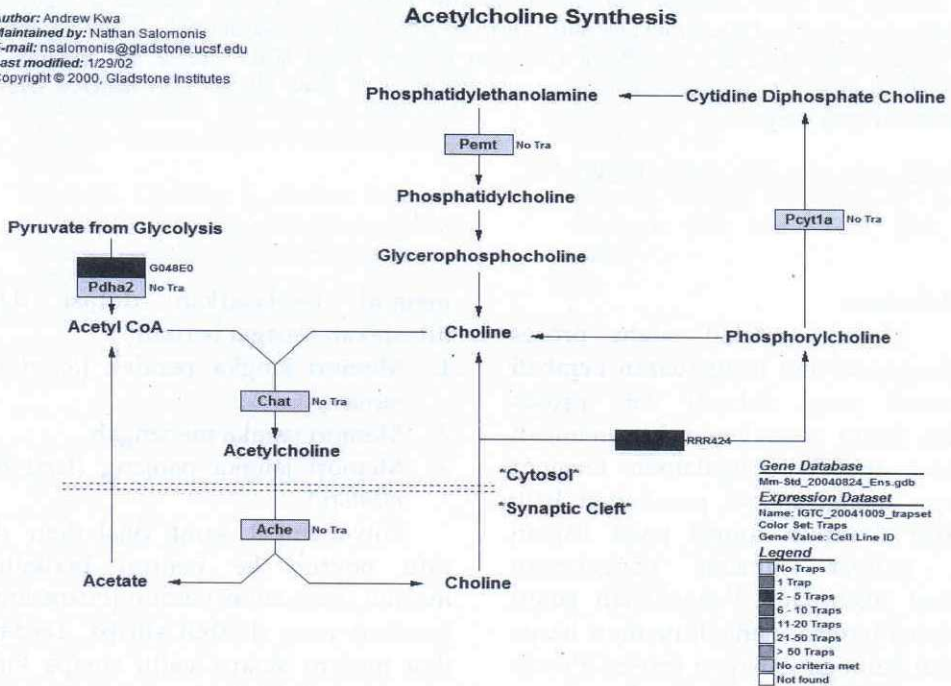 Author: Andrew Kwa
Maintained by: Nathan Salomonis
E-mail: nsalomonis@gladstone.ucsf.edu
Last modified: 1/29/02
Copyright © 2000, Gladstone Institutes
Acetylcholine Synthesis
Phosphatidylethanolamine
Cytidine Diphosphate Choline
Pemt No Tra
Phosphatidylcholine
Pcyt1a No Tra
Pyruvate from Glycolysis
Glycerophosphocholine
G048E0
Pdha2 No Tra
Acetyl CoA
Choline
Phosphorylcholine
Chat No Tra
RRR424
Acetylcholine
"Cytosol"
"Synaptic Cleft"
Ache No Tra
Acetate
Choline
Gene Database
Mm-Std_20040824_Ens.gdb
Expression Dataset
Name: IGTC_20041009_trapset
Color Set: Traps
Gene Value: Cell Line ID
Legend
No Traps
1 Trap
2 - 5 Traps
6 - 10 Traps
11-20 Traps
21-50 Traps
> 50 Traps
No criteria met
Not found